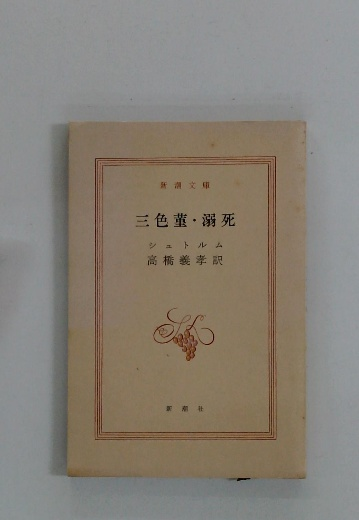 新潮文庫
三色菫・溺死
シュトルム
高橋義孝訳
新潮社